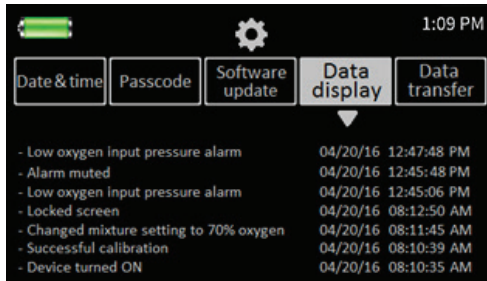 1:09 PM
Date & time Passcode Software update Data display Data transfer
- Low oxygen input pressure alarm 04/20/16 12:47:48 PM
- Alarm muted 04/20/16 12:45:48 PM
- Low oxygen input pressure alarm 04/20/16 12:45:06 PM
- Locked screen 04/20/16 08:12:50 AM
- Changed mixture setting to 70% oxygen 04/20/16 08:11:45 AM
- Successful calibration 04/20/16 08:10:39 AM
- Device turned ON 04/20/16 08:10:35 AM